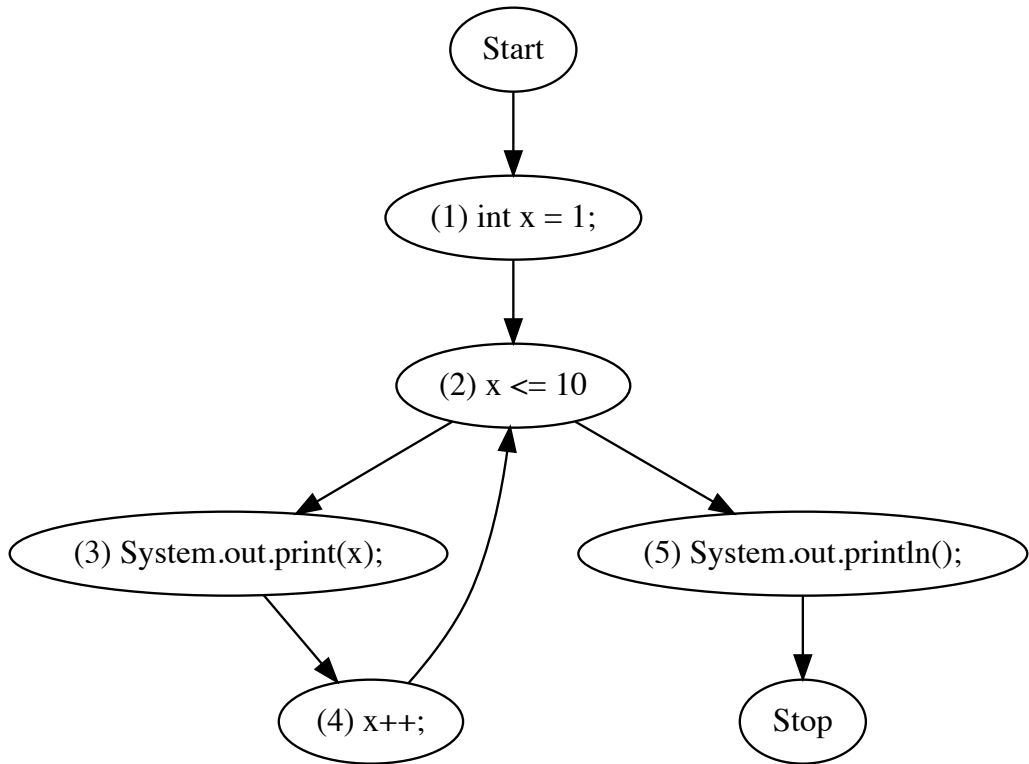 Start
(1) int x = 1;
(2) x <= 10
(3) System.out.print(x);
(5) System.out.println();
(4) x++;
Stop